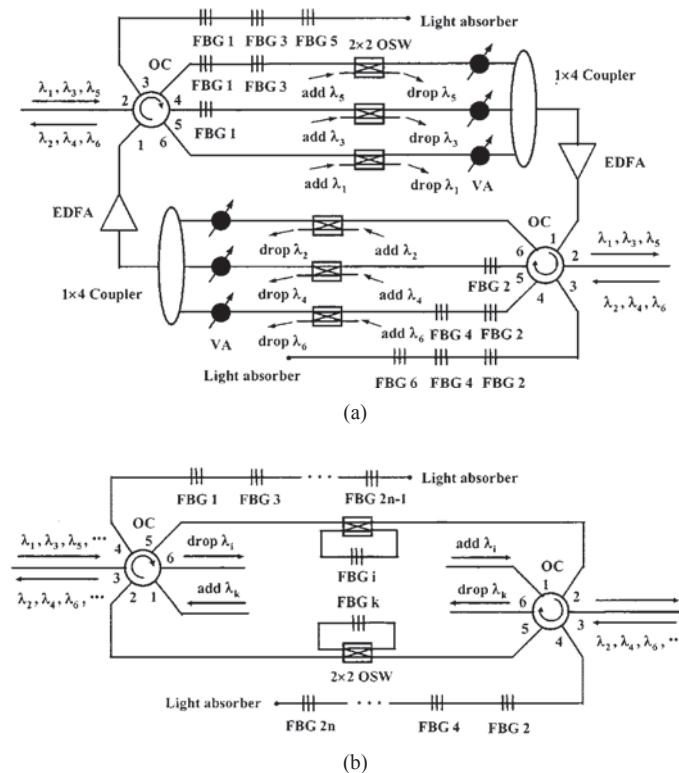 Light absorber
FBG 1 FBG 3 FBG 5
OC 2×2 OSW
1×4 Coupler
3
FBG 1 FBG 3
λ1, λ3, λ5
add λ5 drop λ5
2 4
λ2, λ4, λ6
FBG 1
5
add λ3 drop λ3
1 6
EDFA
add λ1 drop λ1
VA
EDFA
OC
1
drop λ2 add λ2
6
λ1, λ3, λ5
2
5
FBG 2
1×4 Coupler
drop λ4 add λ4
4 3
λ2, λ4, λ6
FBG 4 FBG 2
drop λ6 add λ6
VA
Light absorber
FBG 6 FBG 4 FBG 2
(a)
Light absorber
FBG 1 FBG 3 ··· FBG 2n-1
OC
5
4
λ1, λ3, λ5, ···
6
drop λi
add λi
OC
3
FBG i
λ2, λ4, λ6, ···
2 1
add λk
FBG k
drop λk
1
2
6
5 3
4
λ2, λ4, λ6, ··
2×2 OSW
Light absorber
FBG 2n ··· FBG 4 FBG 2
(b)